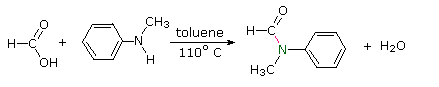 O
O CH₃ H–C
toluene
H–C + N N + H₂O
110° C
OH H H₃C